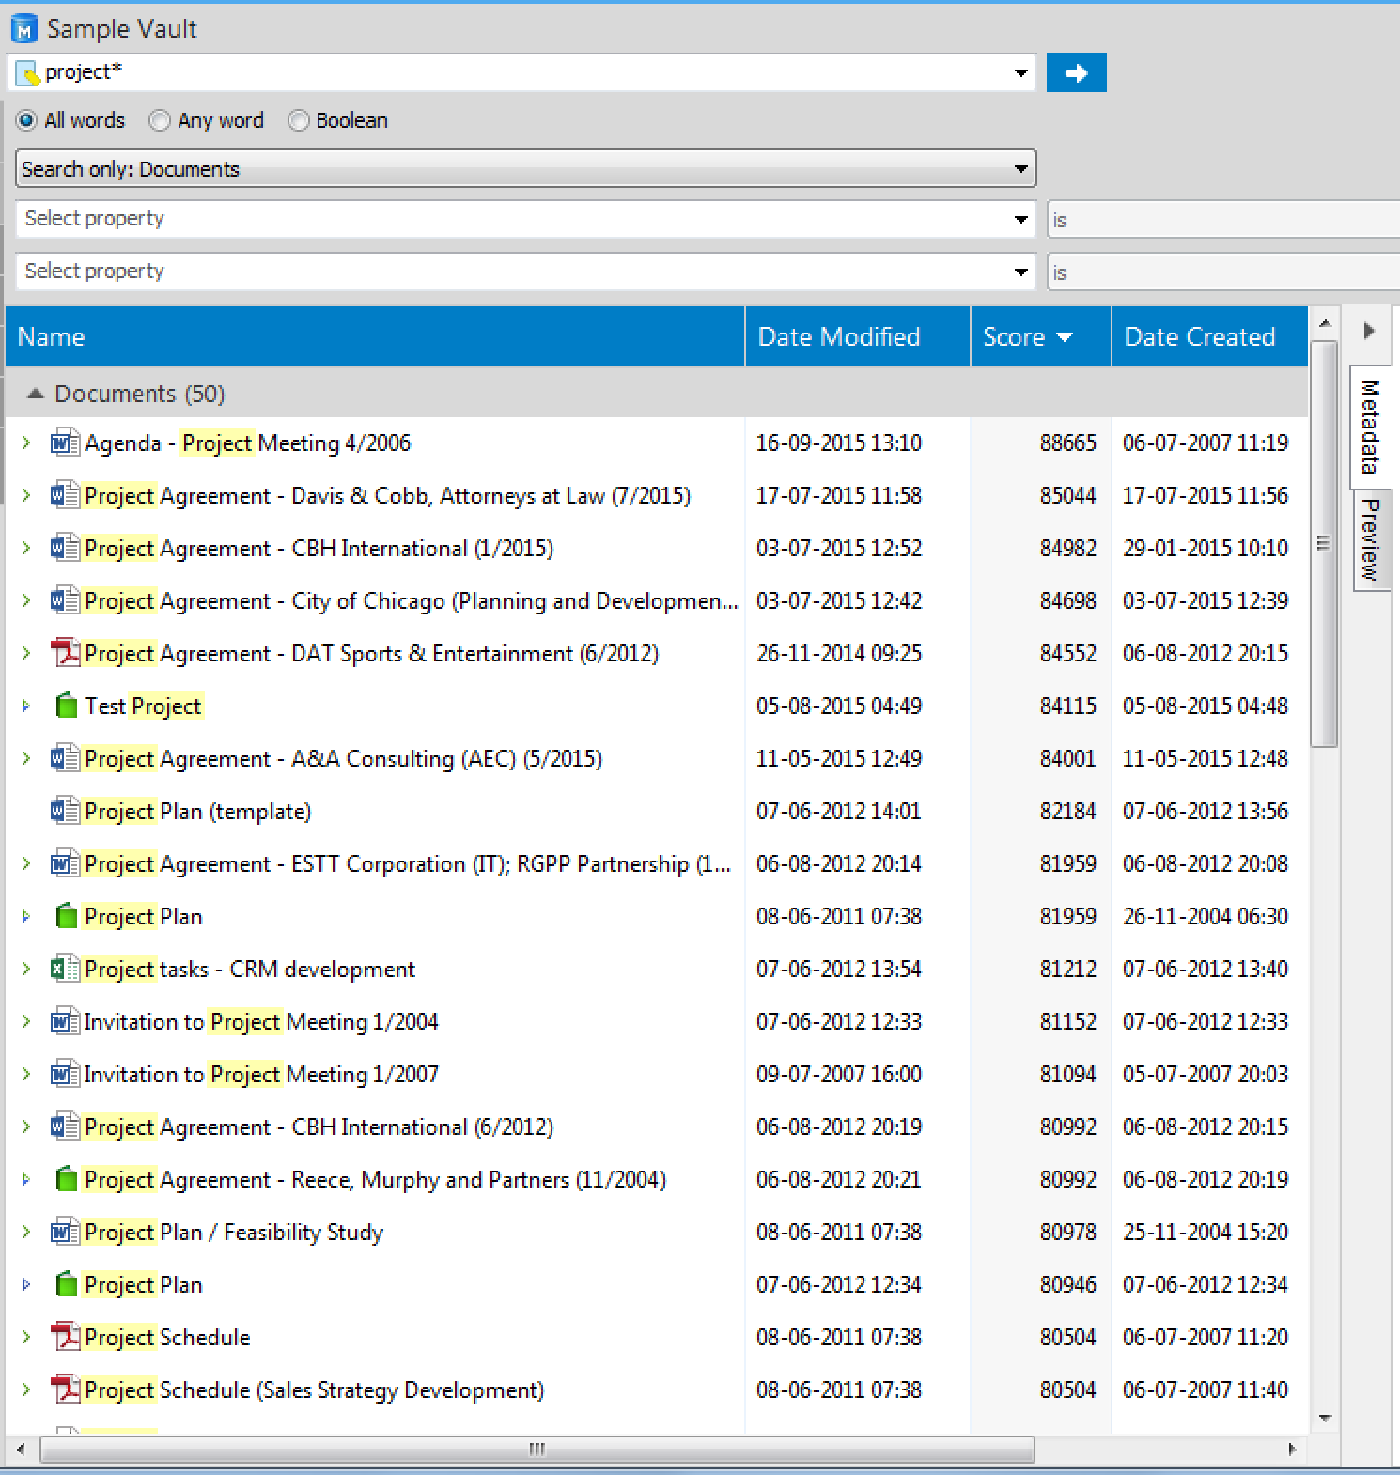 Sample Vault
project*
All words Any word Boolean
Search only: Documents
Select property is
Select property is
Name Date Modified Score Date Created
Documents (50)
Agenda - Project Meeting 4/2006 16-09-2015 13:10 88665 06-07-2007 11:19
Project Agreement - Davis & Cobb, Attorneys at Law (7/2015) 17-07-2015 11:58 85044 17-07-2015 11:56
Project Agreement - CBH International (1/2015) 03-07-2015 12:52 84982 29-01-2015 10:10
Project Agreement - City of Chicago (Planning and Developmen... 03-07-2015 12:42 84698 03-07-2015 12:39
Project Agreement - DAT Sports & Entertainment (6/2012) 26-11-2014 09:25 84552 06-08-2012 20:15
Test Project 05-08-2015 04:49 84115 05-08-2015 04:48
Project Agreement - A&A Consulting (AEC) (5/2015) 11-05-2015 12:49 84001 11-05-2015 12:48
Project Plan (template) 07-06-2012 14:01 82184 07-06-2012 13:56
Project Agreement - ESTT Corporation (IT); RGPP Partnership (1... 06-08-2012 20:14 81959 06-08-2012 20:08
Project Plan 08-06-2011 07:38 81959 26-11-2004 06:30
Project tasks - CRM development 07-06-2012 13:54 81212 07-06-2012 13:40
Invitation to Project Meeting 1/2004 07-06-2012 12:33 81152 07-06-2012 12:33
Invitation to Project Meeting 1/2007 09-07-2007 16:00 81094 05-07-2007 20:03
Project Agreement - CBH International (6/2012) 06-08-2012 20:19 80992 06-08-2012 20:15
Project Agreement - Reece, Murphy and Partners (11/2004) 06-08-2012 20:21 80992 06-08-2012 20:19
Project Plan / Feasibility Study 08-06-2011 07:38 80978 25-11-2004 15:20
Project Plan 07-06-2012 12:34 80946 07-06-2012 12:34
Project Schedule 08-06-2011 07:38 80504 06-07-2007 11:20
Project Schedule (Sales Strategy Development) 08-06-2011 07:38 80504 06-07-2007 11:40
Metadata
Preview